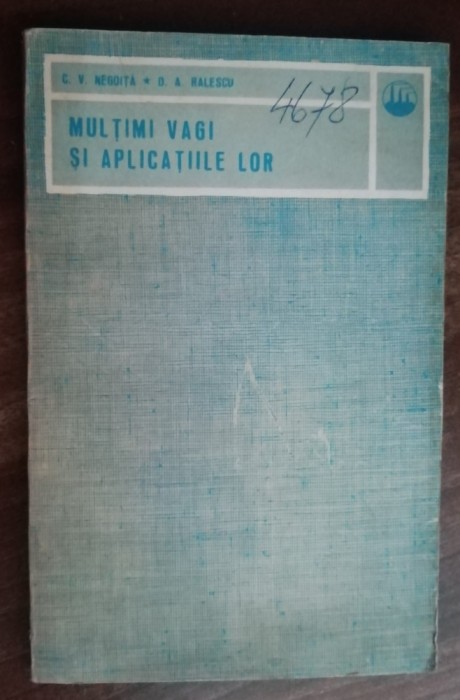 C. V. NEGOIȚĂ * D. A. RALESCU
4678
MULȚIMI VAGI
ȘI APLICAȚIILE LOR